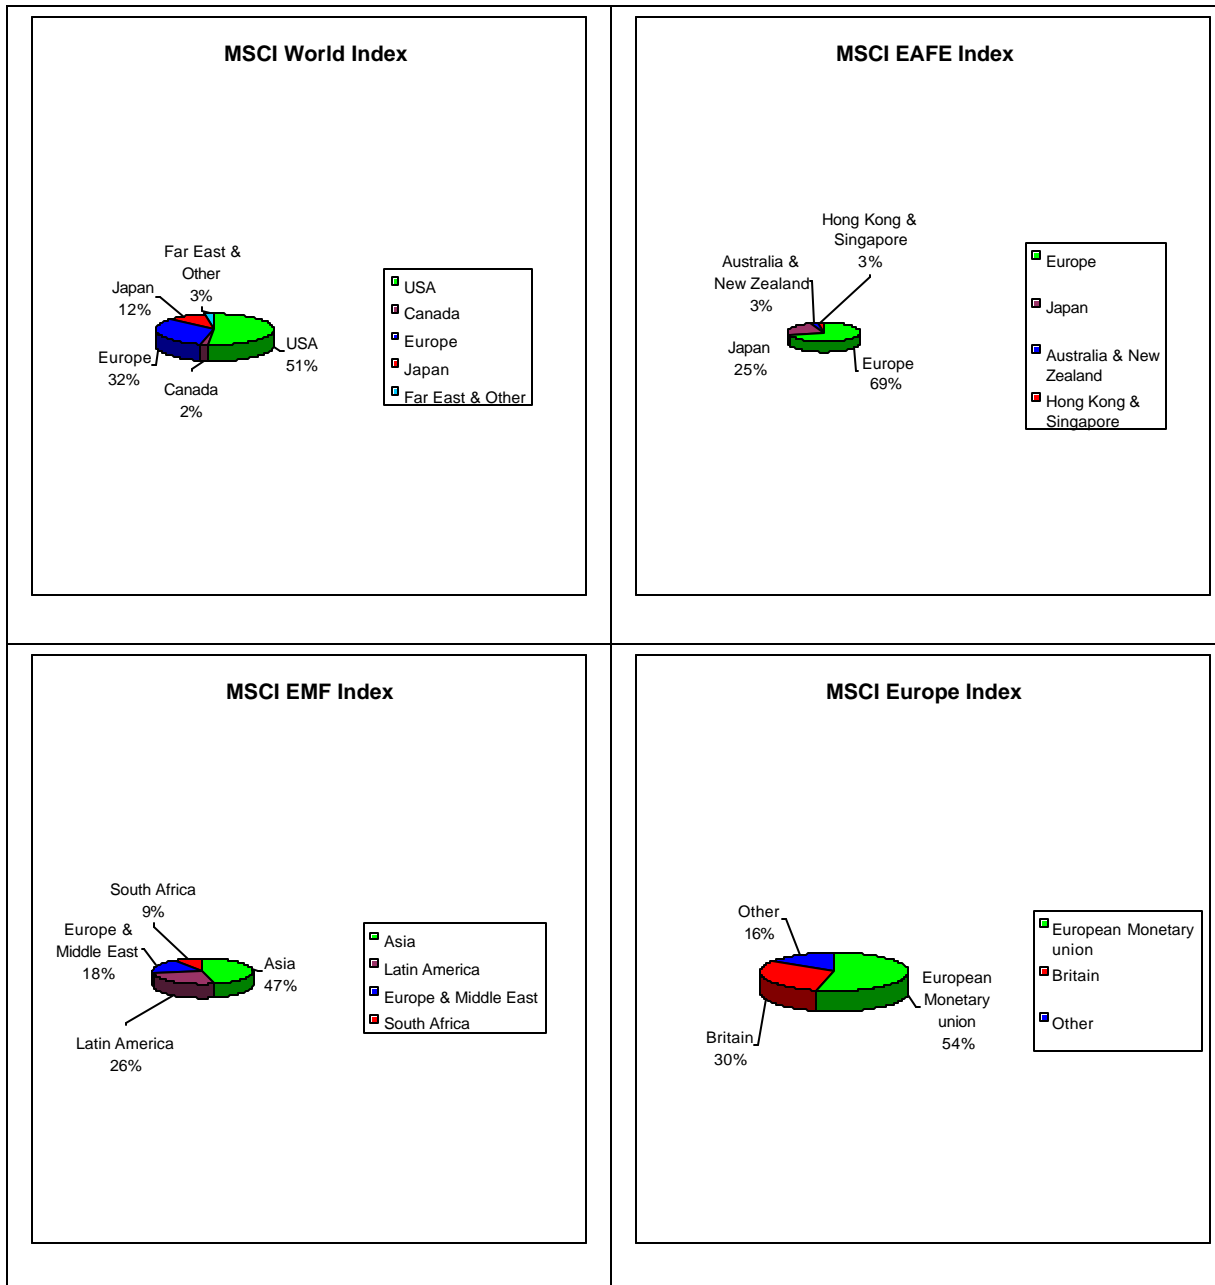 MSCI World Index
Far East &
Other
3%
Japan
12%
Europe
32%
Canada
2%
USA
51%
USA
Canada
Europe
Japan
Far East & Other
MSCI EAFE Index
Hong Kong &
Singapore
3%
Australia &
New Zealand
3%
Japan
25%
Europe
69%
Europe
Japan
Australia & New
Zealand
Hong Kong &
Singapore
MSCI EMF Index
South Africa
9%
Europe &
Middle East
18%
Asia
47%
Latin America
26%
Asia
Latin America
Europe & Middle East
South Africa
MSCI Europe Index
Other
16%
European
Monetary
union
54%
Britain
30%
European Monetary
union
Britain
Other